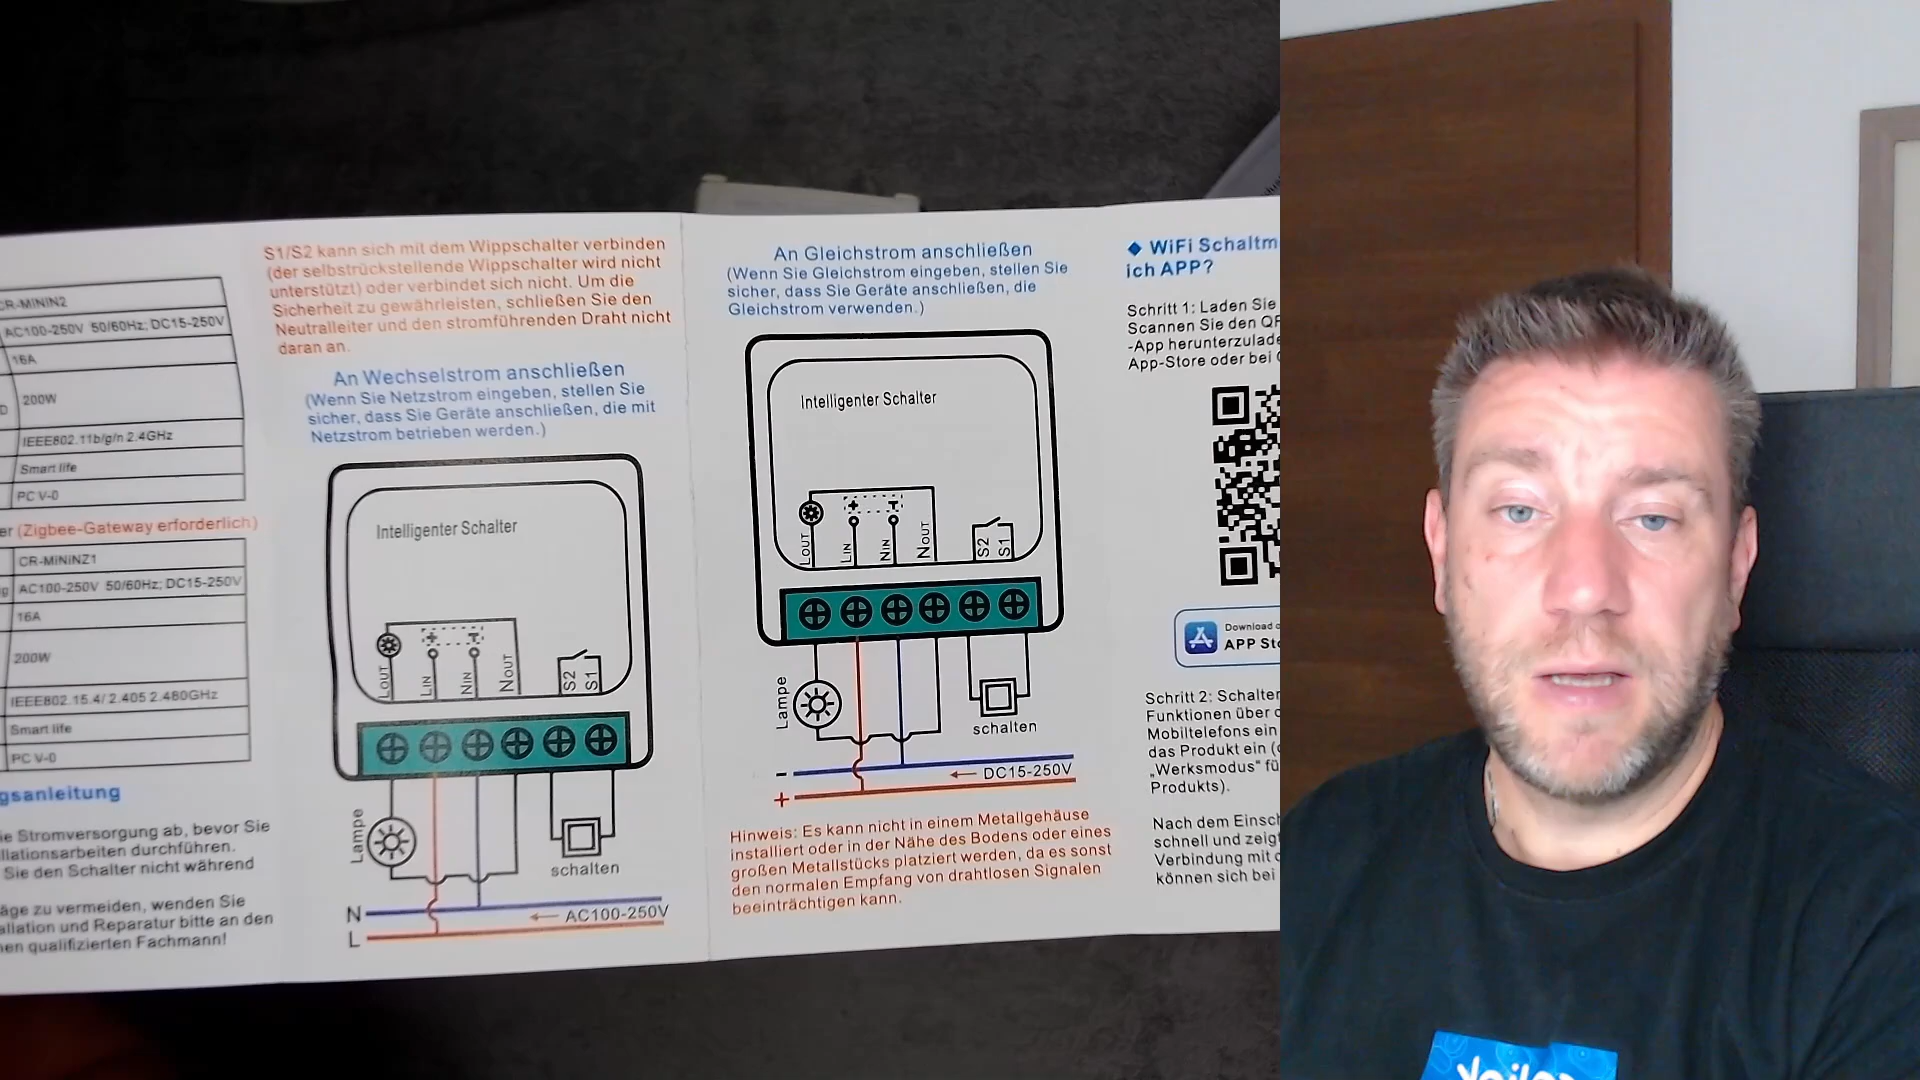 CR-MININ2
AC100-250V 50/60Hz; DC15-250V
16A
200W
IEEE802.11b/g/n 2.4GHz
Smart life
PC V-0
er (Zigbee-Gateway erforderlich)
CR-MiNiNZ1
AC100-250V 50/60Hz; DC15-250V
16A
200W
IEEE802.15.4/ 2.405 2.480GHz
Smart life
PC V-0
gsanleitung
ie Stromversorgung ab, bevor Sie
llationsarbeiten durchführen.
Sie den Schalter nicht während
äge zu vermeiden, wenden Sie
allation und Reparatur bitte an den
nen qualifizierten Fachmann!
S1/S2 kann sich mit dem Wippschalter verbinden
(der selbstrückstellende Wippschalter wird nicht
unterstützt) oder verbindet sich nicht. Um die
Sicherheit zu gewährleisten, schließen Sie den
Neutralleiter und den stromführenden Draht nicht
daran an.
An Wechselstrom anschließen
(Wenn Sie Netzstrom eingeben, stellen Sie
sicher, dass Sie Geräte anschließen, die mit
Netzstrom betrieben werden.)
Intelligenter Schalter
LOUT
LIN
NIN
NOUT
S2
S1
Lampe
schalten
N
L
AC100-250V
An Gleichstrom anschließen
(Wenn Sie Gleichstrom eingeben, stellen Sie
sicher, dass Sie Geräte anschließen, die
Gleichstrom verwenden.)
Intelligenter Schalter
LOUT
LIN
NIN
NOUT
S2
S1
Lampe
schalten
-
+
DC15-250V
Hinweis: Es kann nicht in einem Metallgehäuse
installiert oder in der Nähe des Bodens oder eines
großen Metallstücks platziert werden, da es sonst
den normalen Empfang von drahtlosen Signalen
beeinträchtigen kann.
◆ WiFi Schaltm
ich APP?
Schritt 1: Laden Sie
Scannen Sie den QR
-App herunterzulade
App-Store oder bei
Download
APP Sto
Schritt 2: Schalten
Funktionen über
Mobiltelefons ein
das Produkt ein (
„Werksmodus" fü
Produkts).
Nach dem Einsch
schnell und zeig
Verbindung mit
können sich bei